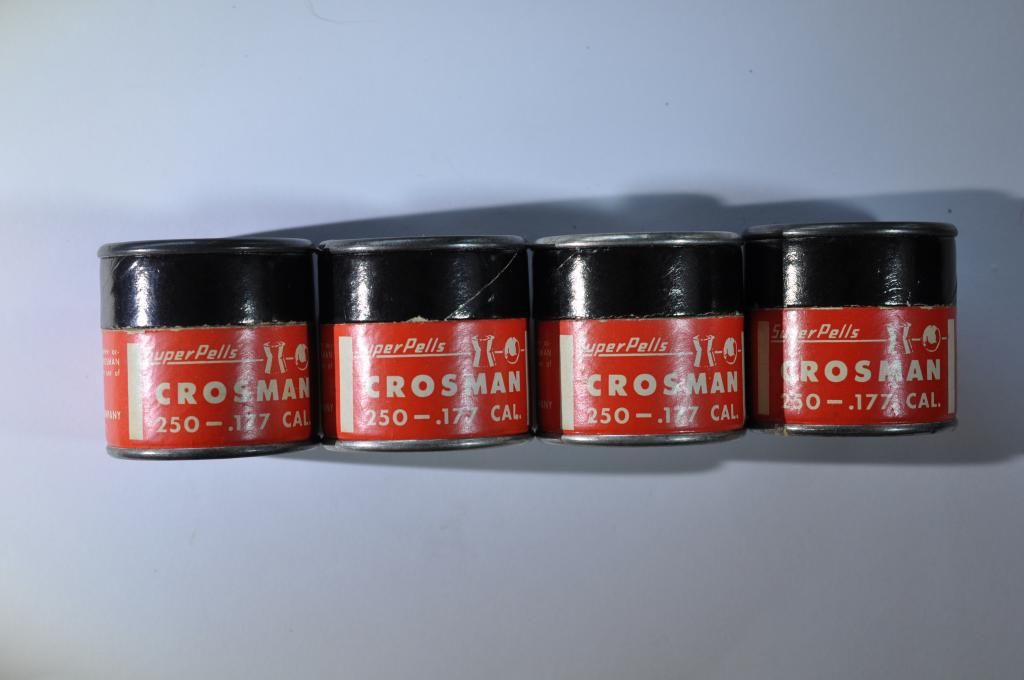 SuperPells
CROSMAN
250 — .177 CAL.
SuperPells
CROSMAN
250 — .177 CAL.
SuperPells
CROSMAN
250 — .177 CAL.
SuperPells
CROSMAN
250 — .177 CAL.